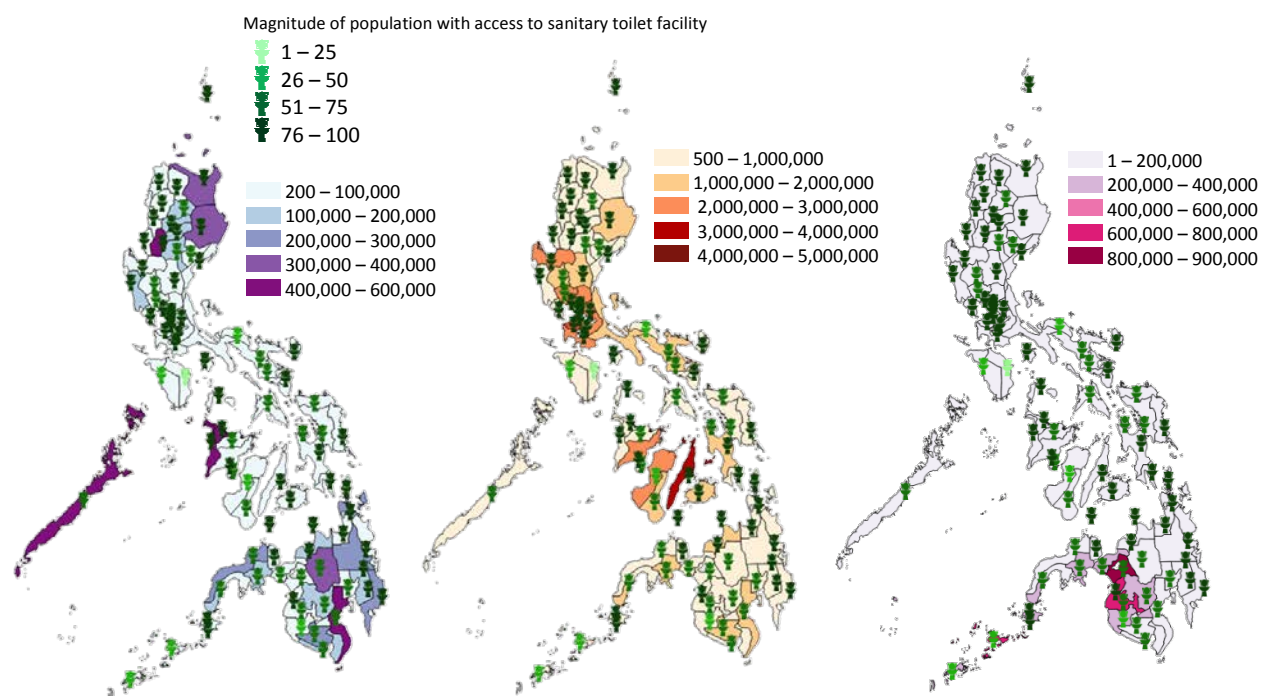 Magnitude of population with access to sanitary toilet facility
1 – 25
26 – 50
51 – 75
76 – 100
200 – 100,000
100,000 – 200,000
200,000 – 300,000
300,000 – 400,000
400,000 – 600,000
500 – 1,000,000
1,000,000 – 2,000,000
2,000,000 – 3,000,000
3,000,000 – 4,000,000
4,000,000 – 5,000,000
1 – 200,000
200,000 – 400,000
400,000 – 600,000
600,000 – 800,000
800,000 – 900,000